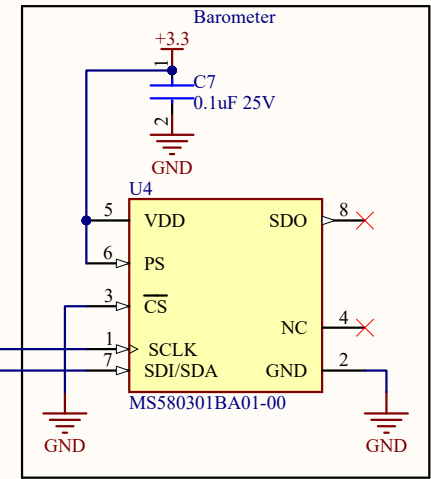 Barometer
+3.3
1
C7
0.1uF 25V
2
GND
U4
5 VDD SDO 8
6 PS
3 CS
NC 4
1 SCLK
7 SDI/SDA GND 2
MS580301BA01-00
GND GND